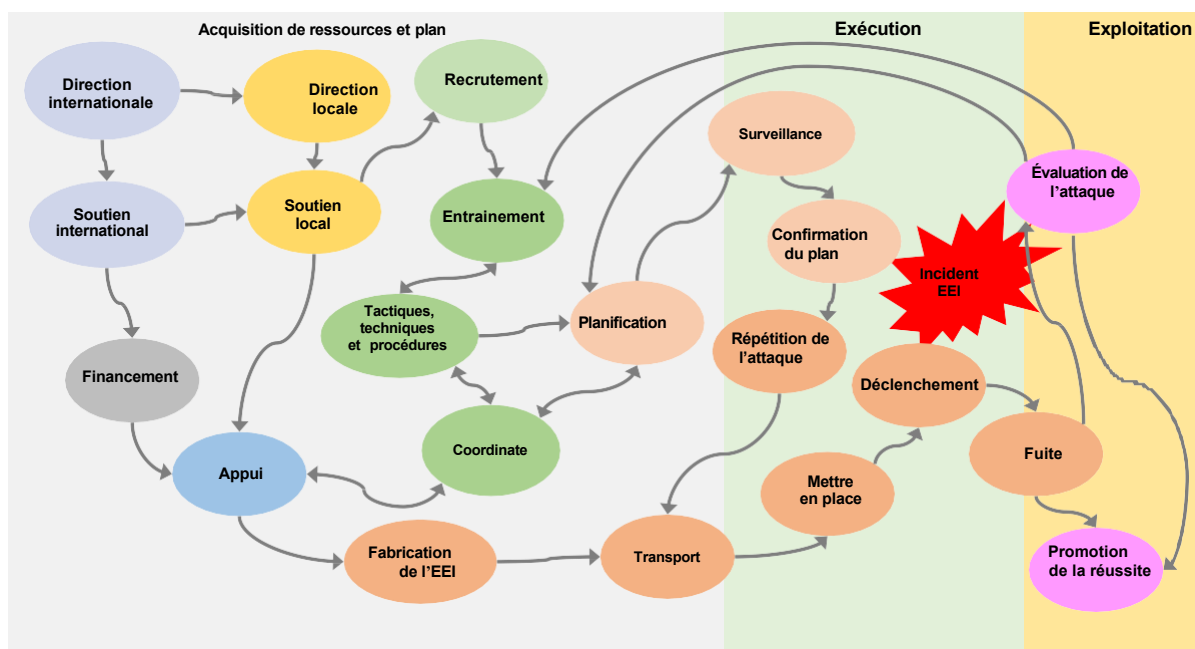 Acquisition de ressources et plan
Exécution
Exploitation
Direction
internationale
Direction
locale
Recrutement
Surveillance
Évaluation de
l'attaque
Soutien
international
Soutien
local
Entrainement
Confirmation
du plan
Incident
EEI
Tactiques,
techniques
et procédures
Planification
Répétition de
l'attaque
Financement
Déclenchement
Appui
Coordinate
Mettre
en place
Fuite
Fabrication
de l'EEI
Transport
Promotion
de la réussite